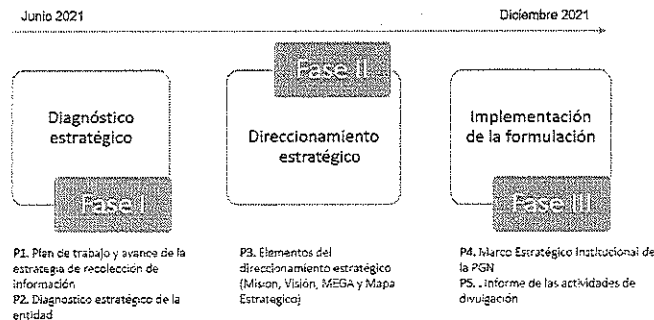 Junio 2021
Diciembre 2021
Diagnóstico
estratégico
Fase I
Fase II
Direccionamiento
estratégico
Implementación
de la formulación
Fase III
P1. Plan de trabajo y avance de la
estrategia de recolección de
información
P2. Diagnostico estratégico de la
entidad
P3. Elementos del
direccionamiento estratégico
(Mision, Visión, MEGA y Mapa
Estrategico)
P4. Marco Estratégico Institucional de
la PGN
P5. . Informe de las actividades de
divulgación